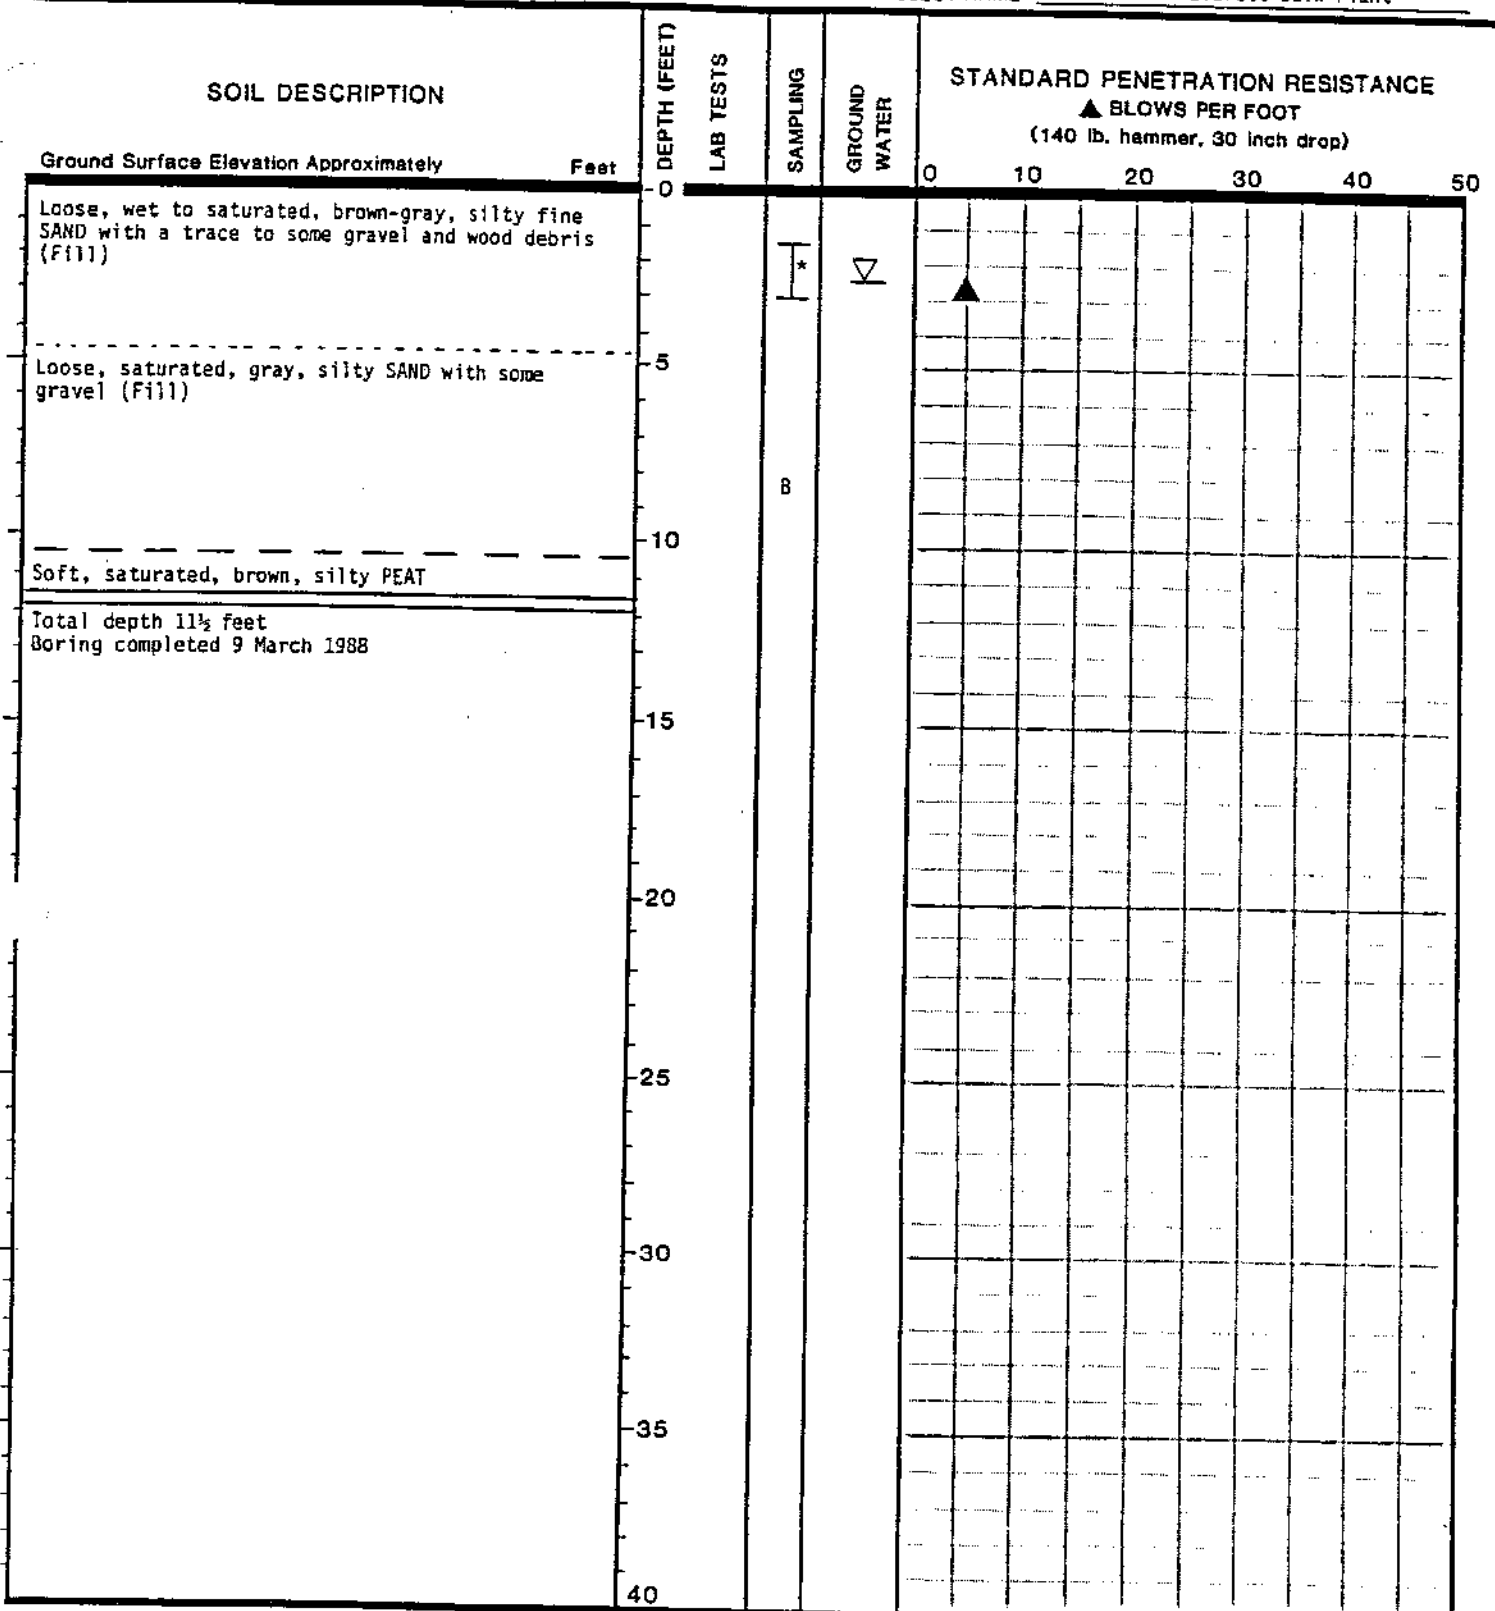 SOIL DESCRIPTION
Ground Surface Elevation Approximately Feet
DEPTH (FEET)
LAB TESTS
SAMPLING
GROUND
WATER
STANDARD PENETRATION RESISTANCE
▲ BLOWS PER FOOT
(140 lb. hammer, 30 inch drop)
0 10 20 30 40 50
0
Loose, wet to saturated, brown-gray, silty fine
SAND with a trace to some gravel and wood debris
(Fill)
*
5
Loose, saturated, gray, silty SAND with some
gravel (Fill)
B
10
Soft, saturated, brown, silty PEAT
Total depth 11½ feet
Boring completed 9 March 1988
15
20
25
30
35
40